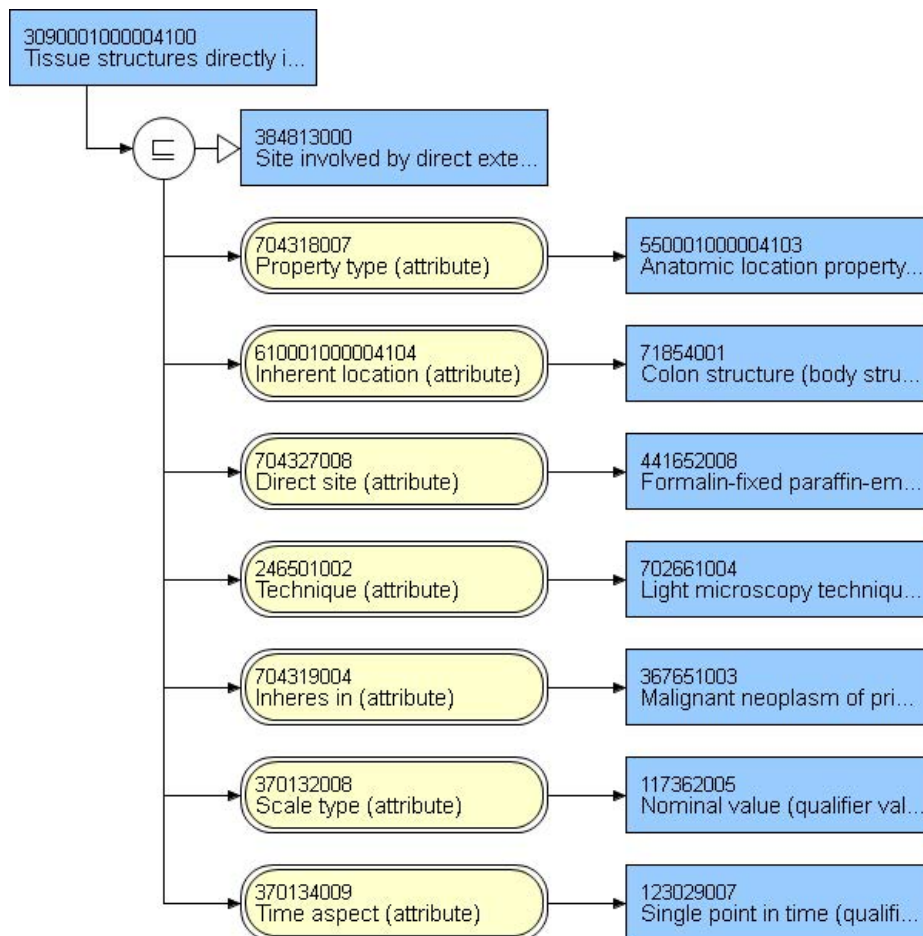 3090001000004100
Tissue structures directly i...
⊑
384813000
Site involved by direct exte...
704318007
Property type (attribute)
550001000004103
Anatomic location property...
610001000004104
Inherent location (attribute)
71854001
Colon structure (body stru...
704327008
Direct site (attribute)
441652008
Formalin-fixed paraffin-em...
246501002
Technique (attribute)
702661004
Light microscopy techniqu...
704319004
Inheres in (attribute)
367651003
Malignant neoplasm of pri...
370132008
Scale type (attribute)
117362005
Nominal value (qualifier val...
370134009
Time aspect (attribute)
123029007
Single point in time (qualifi...